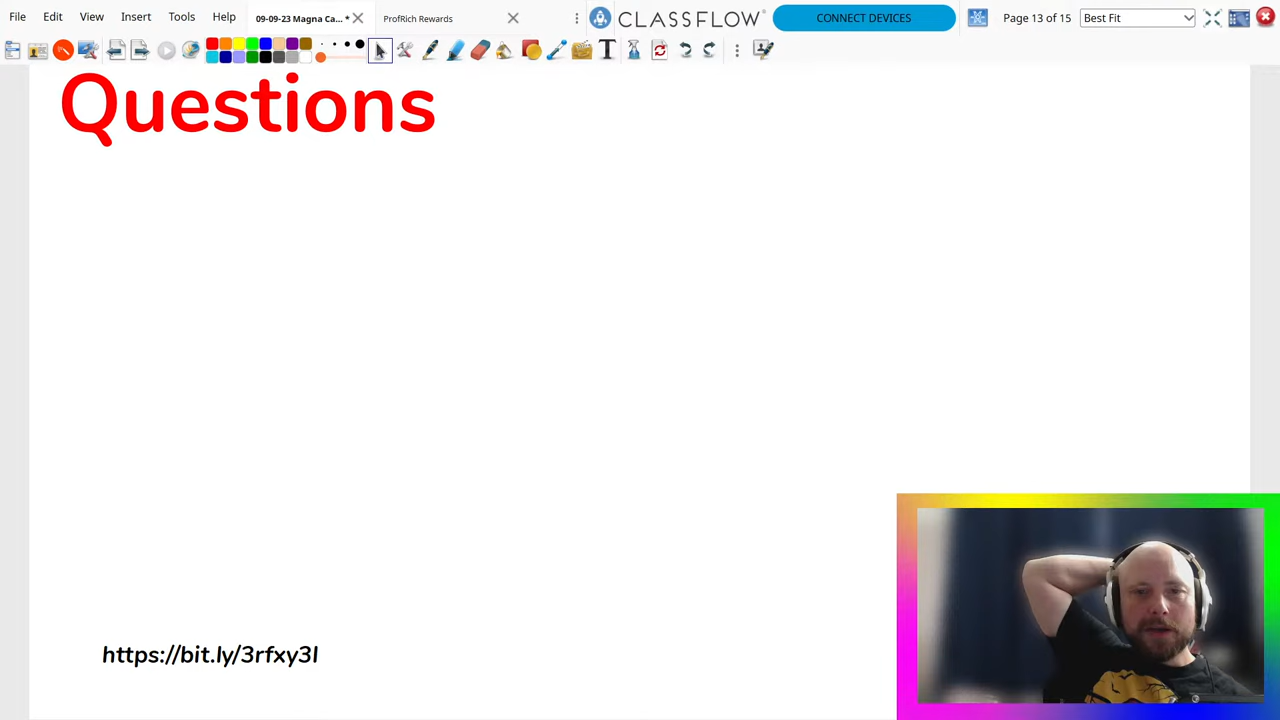 File Edit View Insert Tools Help 09-09-23 Magna Ca... * ProfRich Rewards CLASSFLOW CONNECT DEVICES Page 13 of 15 Best Fit
T
Questions
https://bit.ly/3rfxy3I